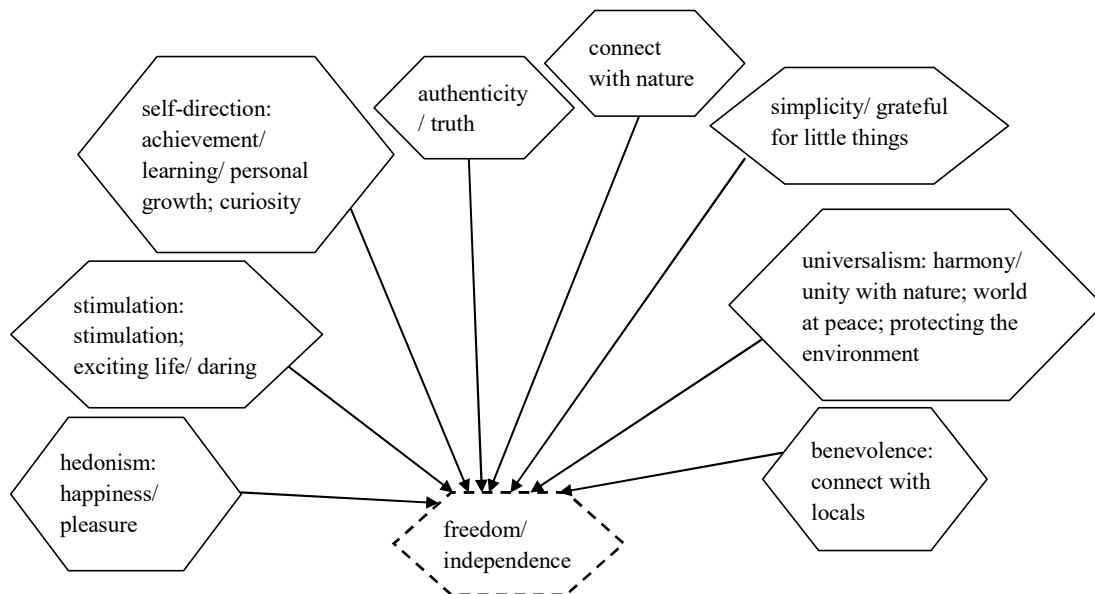 connect
with nature
authenticity
/ truth
simplicity/ grateful
for little things
self-direction:
achievement/
learning/ personal
growth; curiosity
stimulation:
stimulation;
exciting life/ daring
universalism: harmony/
unity with nature; world
at peace; protecting the
environment
hedonism:
happiness/
pleasure
benevolence:
connect with
locals
freedom/
independence